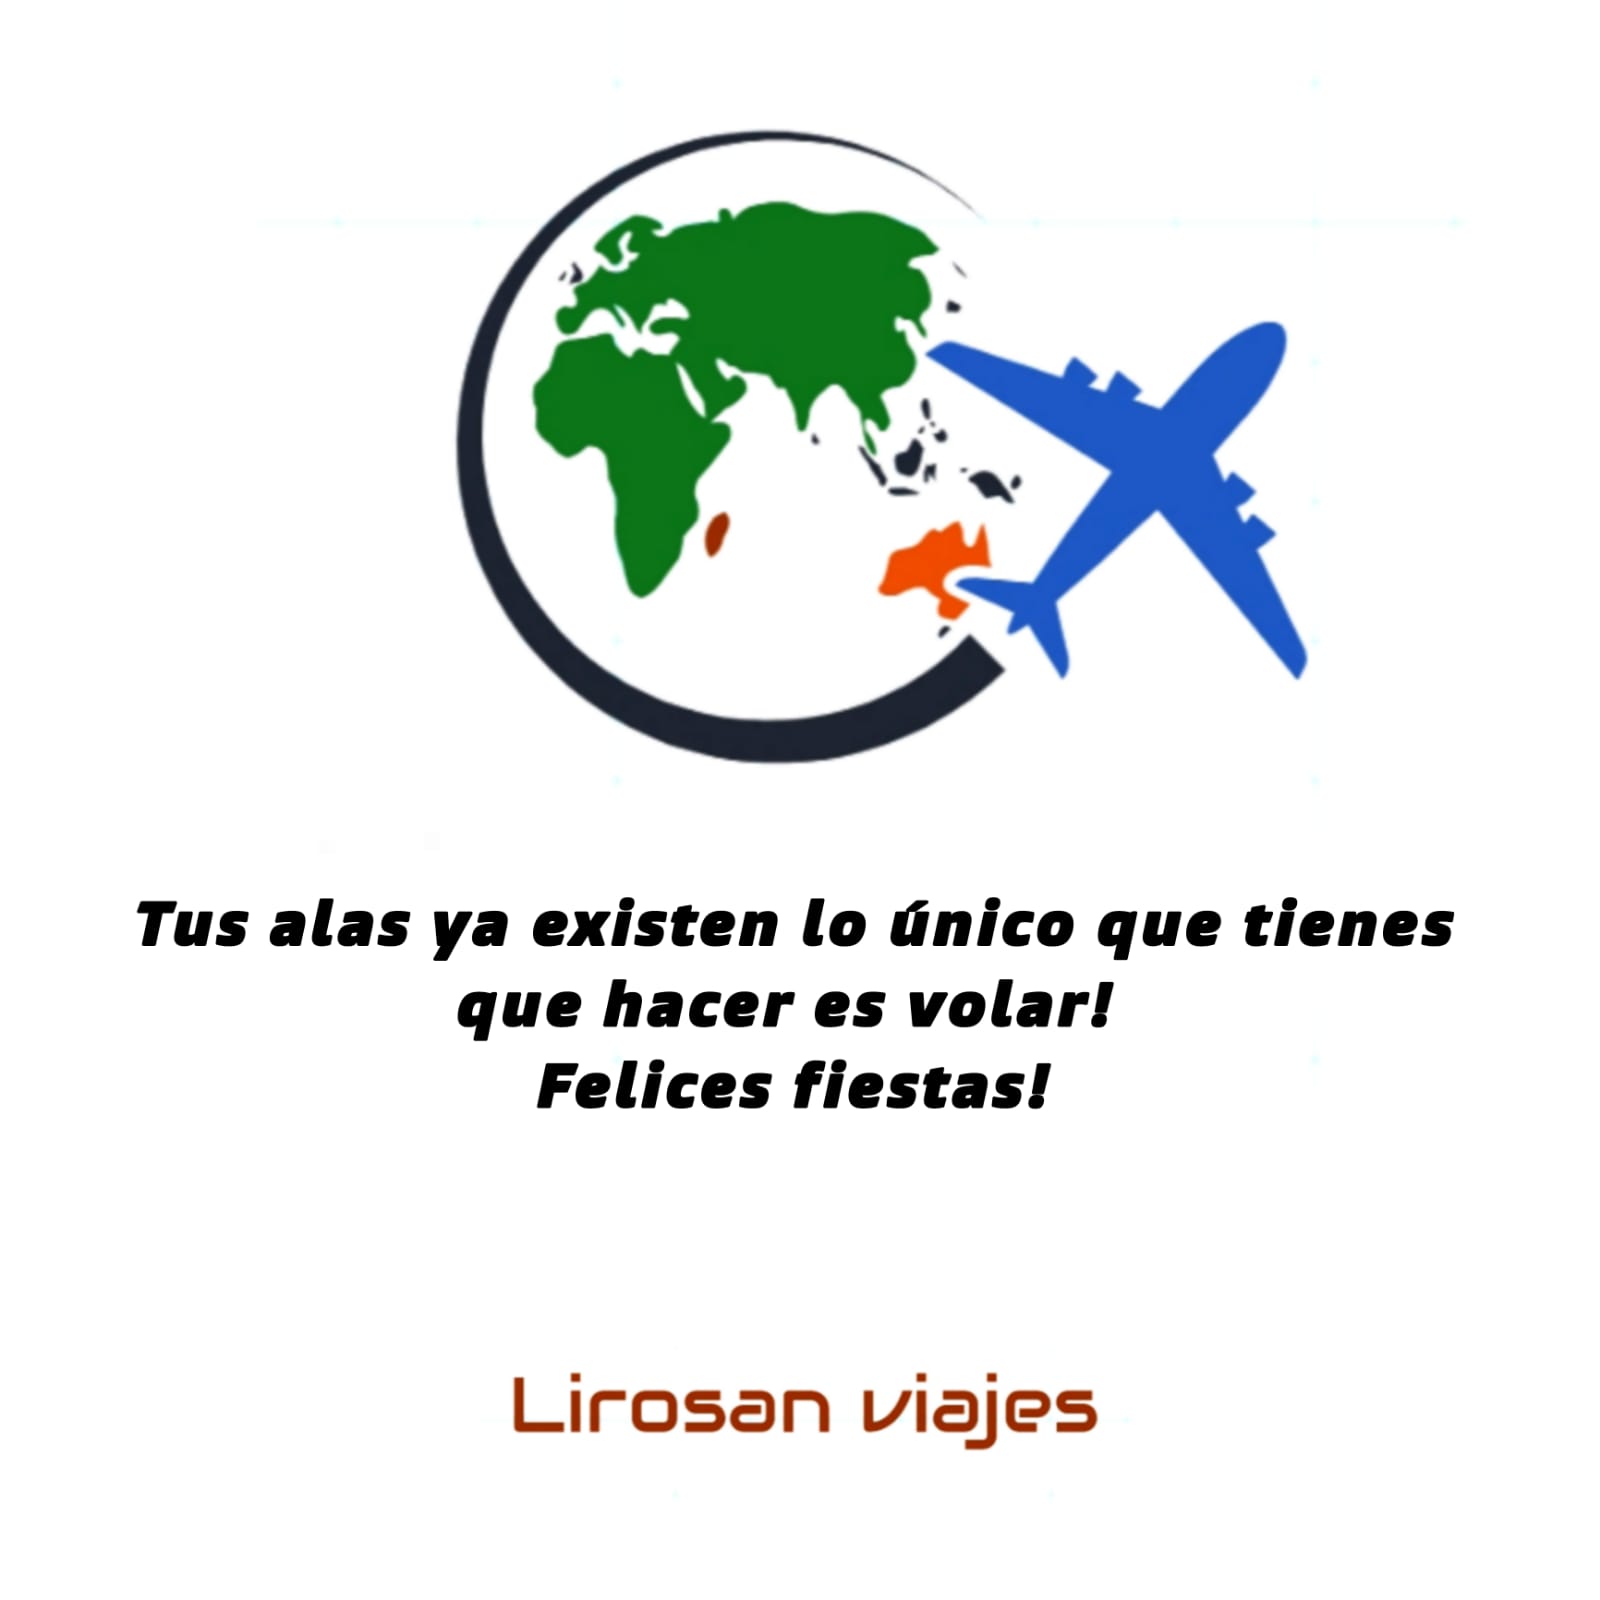 Tus alas ya existen lo único que tienes
que hacer es volar!
Felices fiestas!
Lirosan viajes